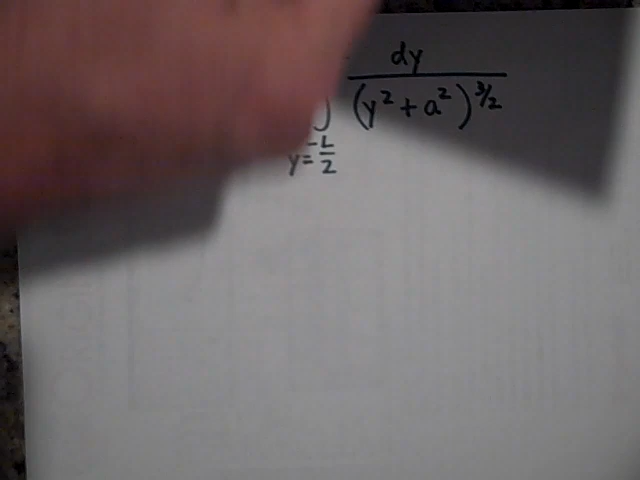 ∫ dy / (y² + a²)^3/2
y = -L/2